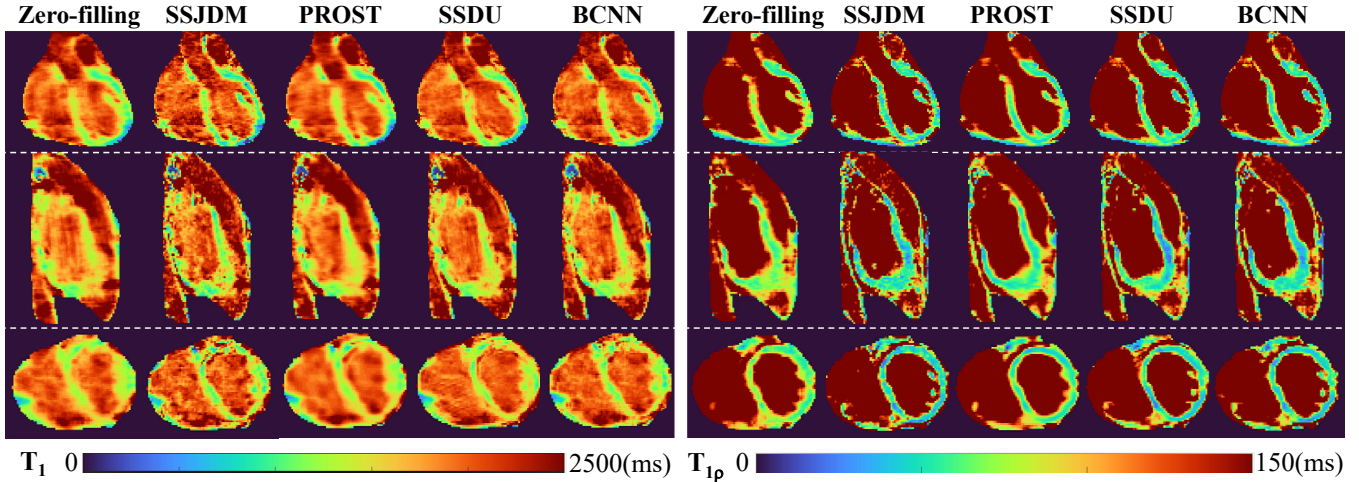 Zero-filling SSJDM PROST SSDU BCNN Zero-filling SSJDM PROST SSDU BCNN
T₁ 0 2500(ms) T₁ρ 0 150(ms)